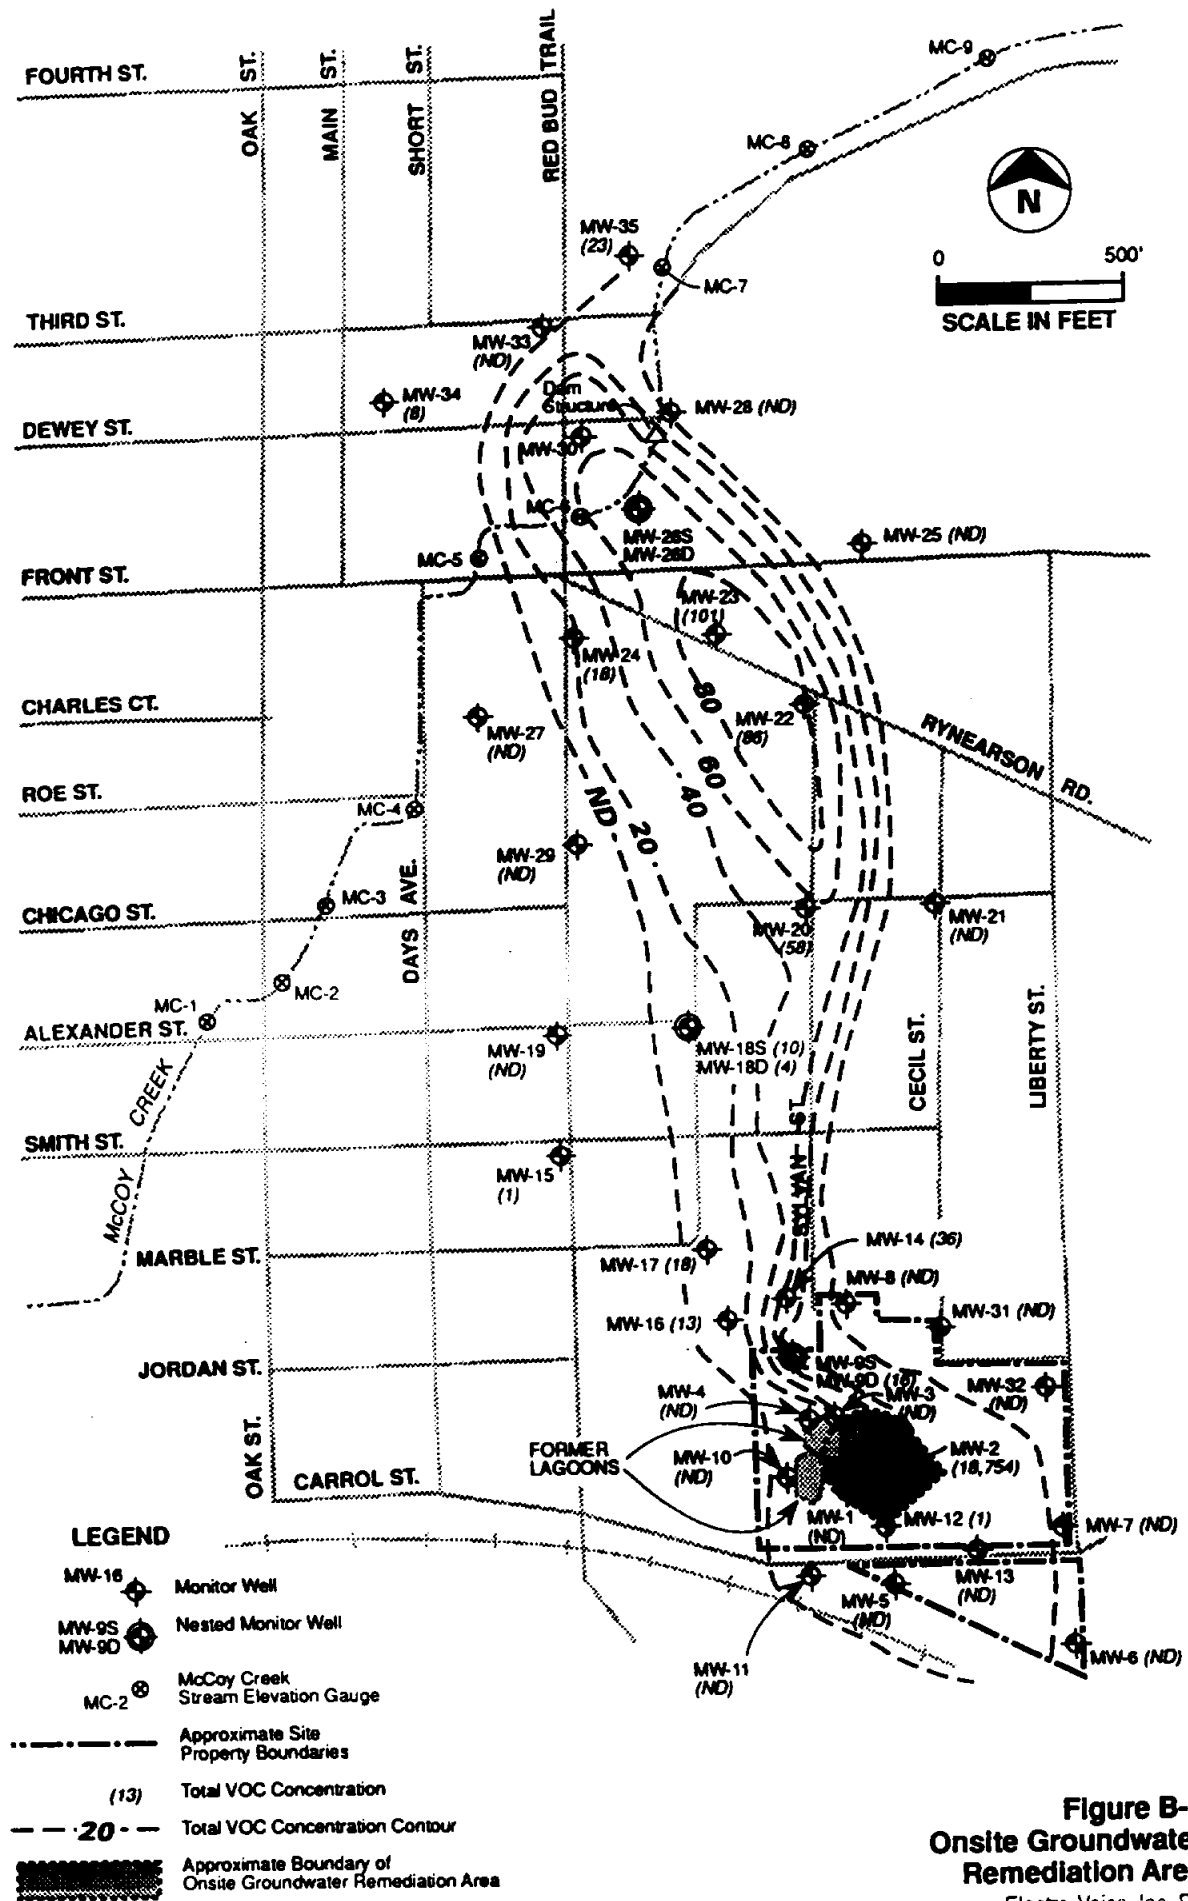 FOURTH ST.
OAK ST.
MAIN ST.
SHORT ST.
RED BUD TRAIL
MC-9
MC-8
N
0 500'
SCALE IN FEET
MW-35
(23)
MC-7
THIRD ST.
MW-33
(ND)
MW-34
(8)
Dam
Structure
MW-28 (ND)
DEWEY ST.
MW-30
MC-6
MW-26S
MW-26D
MW-25 (ND)
MC-5
FRONT ST.
MW-23
(101)
MW-24
(18)
CHARLES CT.
MW-27
(ND)
80
MW-22
(86)
RYNEARSON RD.
60
40
20
ND
ROE ST.
MC-4
MW-29
(ND)
MC-3
CHICAGO ST.
DAYS AVE.
MW-20
(58)
MW-21
(ND)
MC-2
MC-1
ALEXANDER ST.
MW-19
(ND)
MW-18S (10)
MW-18D (4)
CECIL ST.
LIBERTY ST.
McCOY CREEK
SMITH ST.
SYLVAN ST.
MW-15
(1)
MARBLE ST.
MW-17 (18)
MW-14 (36)
MW-8 (ND)
MW-16 (13)
MW-31 (ND)
JORDAN ST.
MW-9S
MW-9D (16)
MW-4
(ND)
MW-3
(ND)
MW-32
(ND)
OAK ST.
CARROL ST.
FORMER
LAGOONS
MW-10
(ND)
MW-2
(18,754)
MW-1
(ND)
MW-12 (1)
MW-7 (ND)
MW-13
(ND)
MW-5
(ND)
MW-11
(ND)
MW-6 (ND)
LEGEND
MW-16
Monitor Well
MW-9S
MW-9D
Nested Monitor Well
MC-2
McCoy Creek
Stream Elevation Gauge
Approximate Site
Property Boundaries
(13)
Total VOC Concentration
20
Total VOC Concentration Contour
Approximate Boundary of
Onsite Groundwater Remediation Area
Figure B-
Onsite Groundwate
Remediation Are